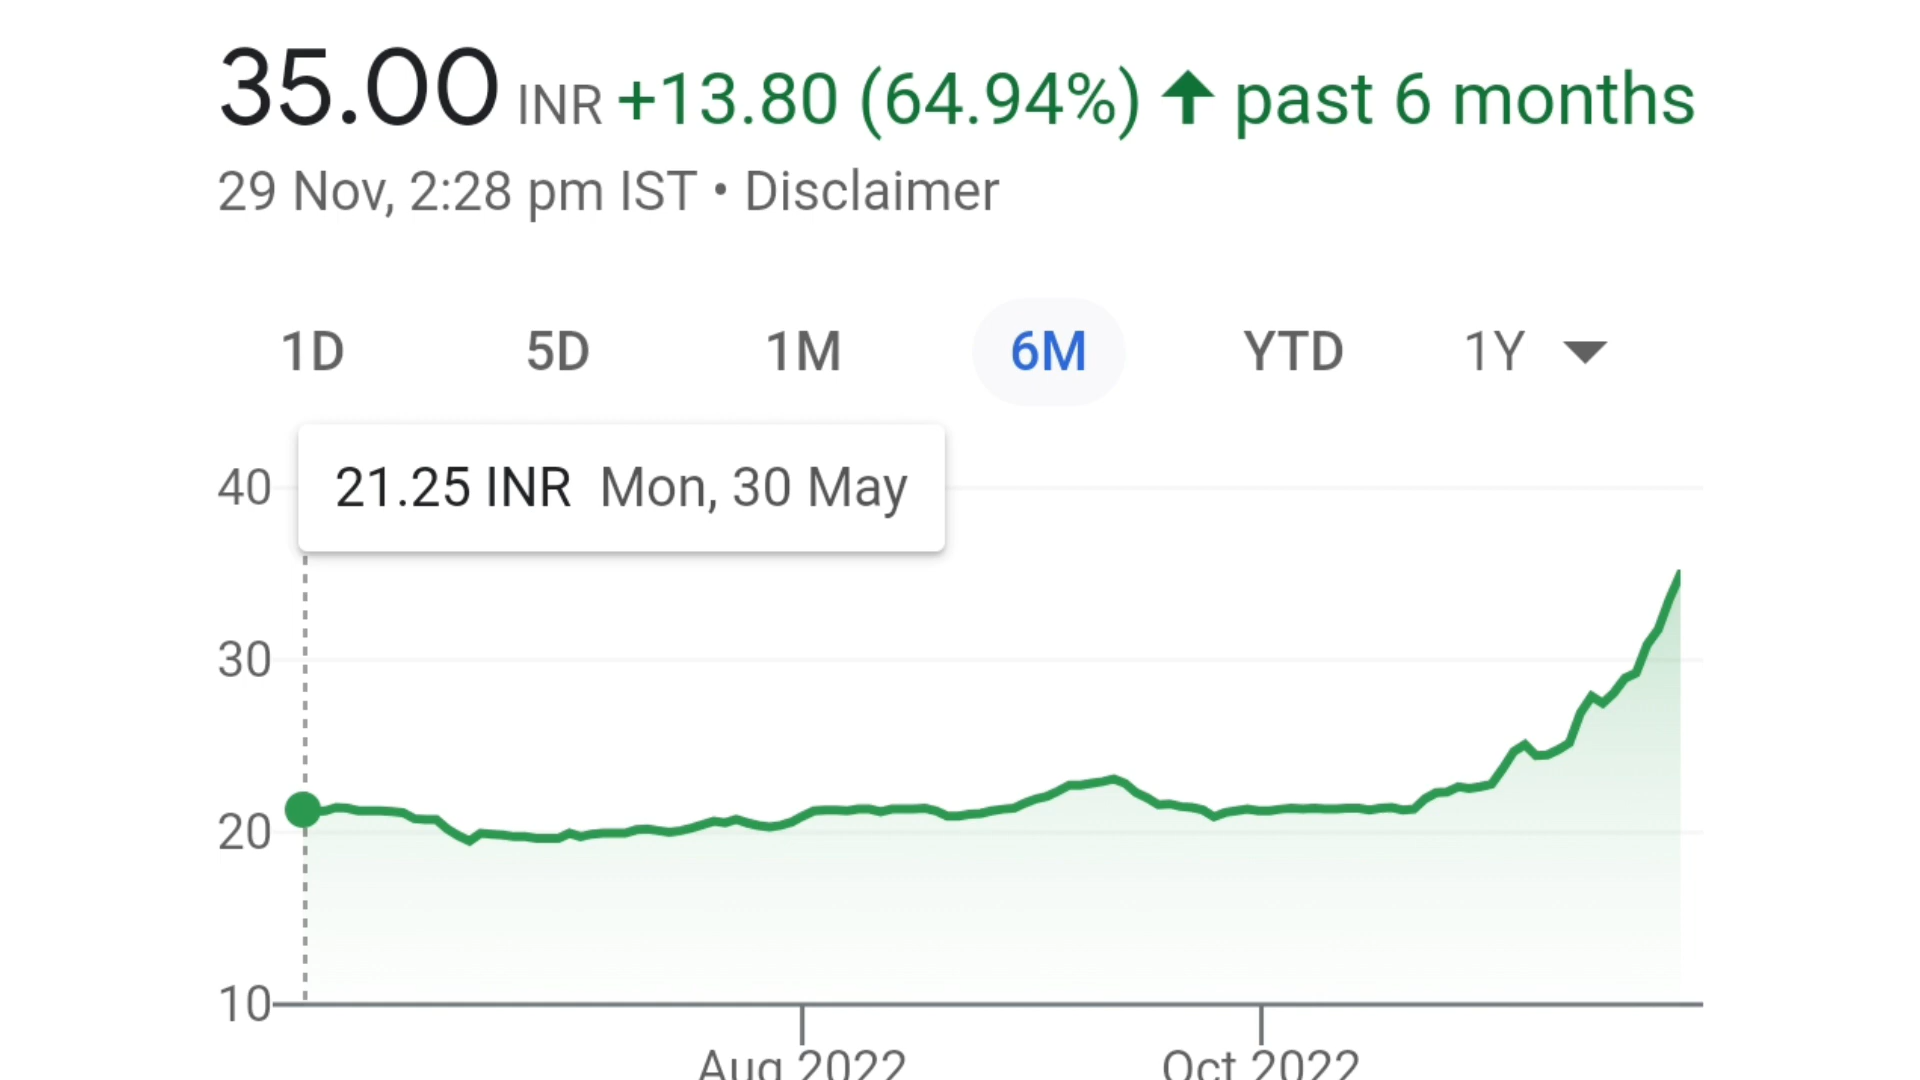 35.00 INR +13.80 (64.94%) ↑ past 6 months
29 Nov, 2:28 pm IST • Disclaimer
1D 5D 1M 6M YTD 1Y
21.25 INR Mon, 30 May
40
30
20
10
Aug 2022 Oct 2022